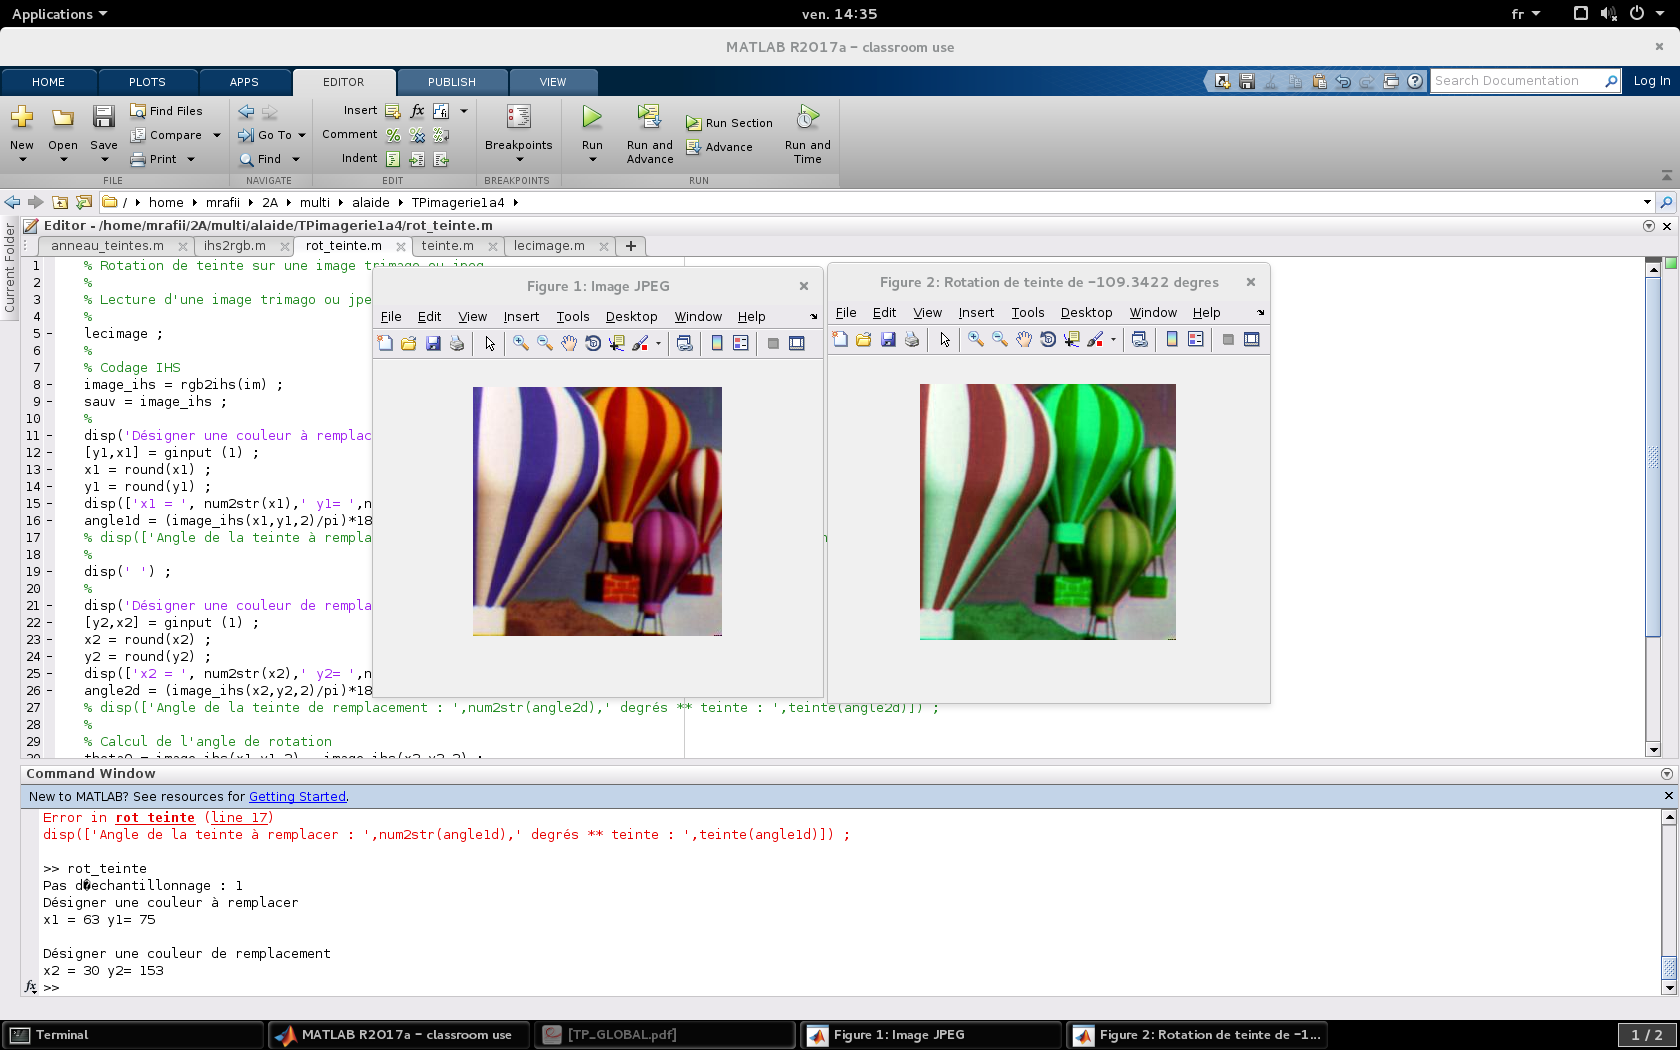 Applications
ven. 14:35
fr
MATLAB R2017a - classroom use
HOME PLOTS APPS EDITOR PUBLISH VIEW
Search Documentation
Log In
New Open Save
Find Files
Compare
Print
Go To
Find
Insert
Comment
Indent
fx
Breakpoints
Run
Run and Advance
Run Section
Advance
Run and Time
FILE NAVIGATE EDIT BREAKPOINTS RUN
/ home mrafii 2A multi alaide TPimagerie1a4
Current Folder
Editor - /home/mrafii/2A/multi/alaide/TPimagerie1a4/rot_teinte.m
anneau_teintes.m ihs2rgb.m rot_teinte.m teinte.m lecimage.m +
1 % Rotation de teinte sur une image trimago ou jpeg
2 %
3 % Lecture d'une image trimago ou jpe
4 %
5 - lecimage ;
6 %
7 % Codage IHS
8 - image_ihs = rgb2ihs(im) ;
9 - sauv = image_ihs ;
10 %
11 - disp('Désigner une couleur à remplac
12 - [y1,x1] = ginput (1) ;
13 - x1 = round(x1) ;
14 - y1 = round(y1) ;
15 - disp(['x1 = ', num2str(x1),' y1= ',n
16 - angle1d = (image_ihs(x1,y1,2)/pi)*18
17 % disp(['Angle de la teinte à rempla
18 %
19 - disp(' ') ;
20 %
21 - disp('Désigner une couleur de rempla
22 - [y2,x2] = ginput (1) ;
23 - x2 = round(x2) ;
24 - y2 = round(y2) ;
25 - disp(['x2 = ', num2str(x2),' y2= ',n
26 - angle2d = (image_ihs(x2,y2,2)/pi)*18
27 % disp(['Angle de la teinte de remplacement : ',num2str(angle2d),' degrés ** teinte : ',teinte(angle2d)]) ;
28 %
29 % Calcul de l'angle de rotation
Figure 1: Image JPEG
File Edit View Insert Tools Desktop Window Help
Figure 2: Rotation de teinte de -109.3422 degres
File Edit View Insert Tools Desktop Window Help
Command Window
New to MATLAB? See resources for Getting Started.
Error in rot_teinte (line 17)
disp(['Angle de la teinte à remplacer : ',num2str(angle1d),' degrés ** teinte : ',teinte(angle1d)]) ;
>> rot_teinte
Pas d�echantillonnage : 1
Désigner une couleur à remplacer
x1 = 63 y1= 75
Désigner une couleur de remplacement
x2 = 30 y2= 153
fx >>
Terminal
MATLAB R2017a - classroom use
[TP_GLOBAL.pdf]
Figure 1: Image JPEG
Figure 2: Rotation de teinte de -1...
1 / 2